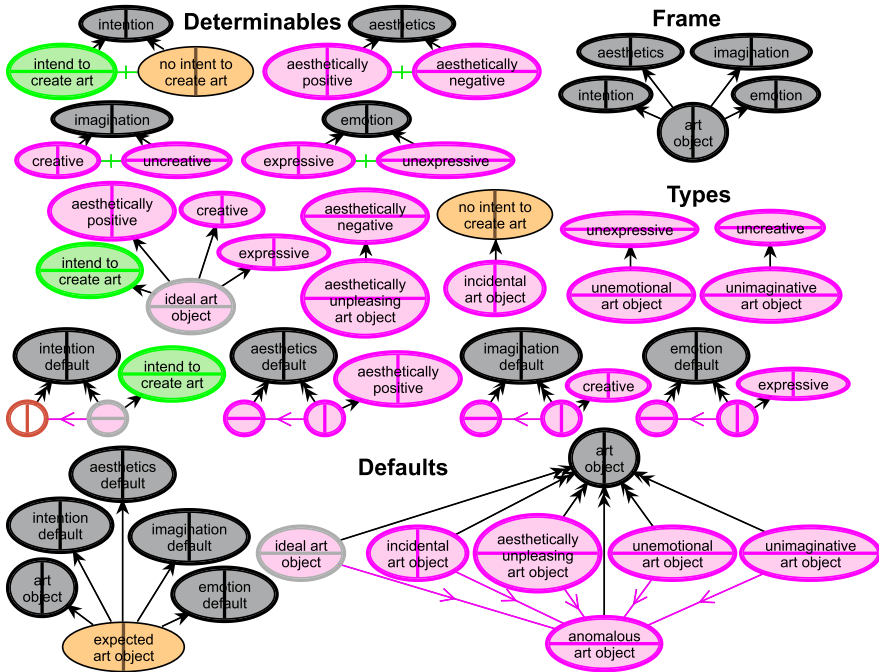 Determinables
Frame
intention
aesthetics
intend to
create art
no intent to
create art
aesthetically
positive
aesthetically
negative
aesthetics
imagination
intention
emotion
art
object
imagination
emotion
creative
uncreative
expressive
unexpressive
Types
aesthetically
positive
creative
expressive
intend to
create art
ideal art
object
aesthetically
negative
aesthetically
unpleasing
art object
no intent to
create art
incidental
art object
unexpressive
unemotional
art object
uncreative
unimaginative
art object
intention
default
intend to
create art
aesthetics
default
aesthetically
positive
imagination
default
creative
emotion
default
expressive
Defaults
aesthetics
default
intention
default
imagination
default
art
object
emotion
default
expected
art object
art
object
ideal art
object
incidental
art object
aesthetically
unpleasing
art object
unemotional
art object
unimaginative
art object
anomalous
art object